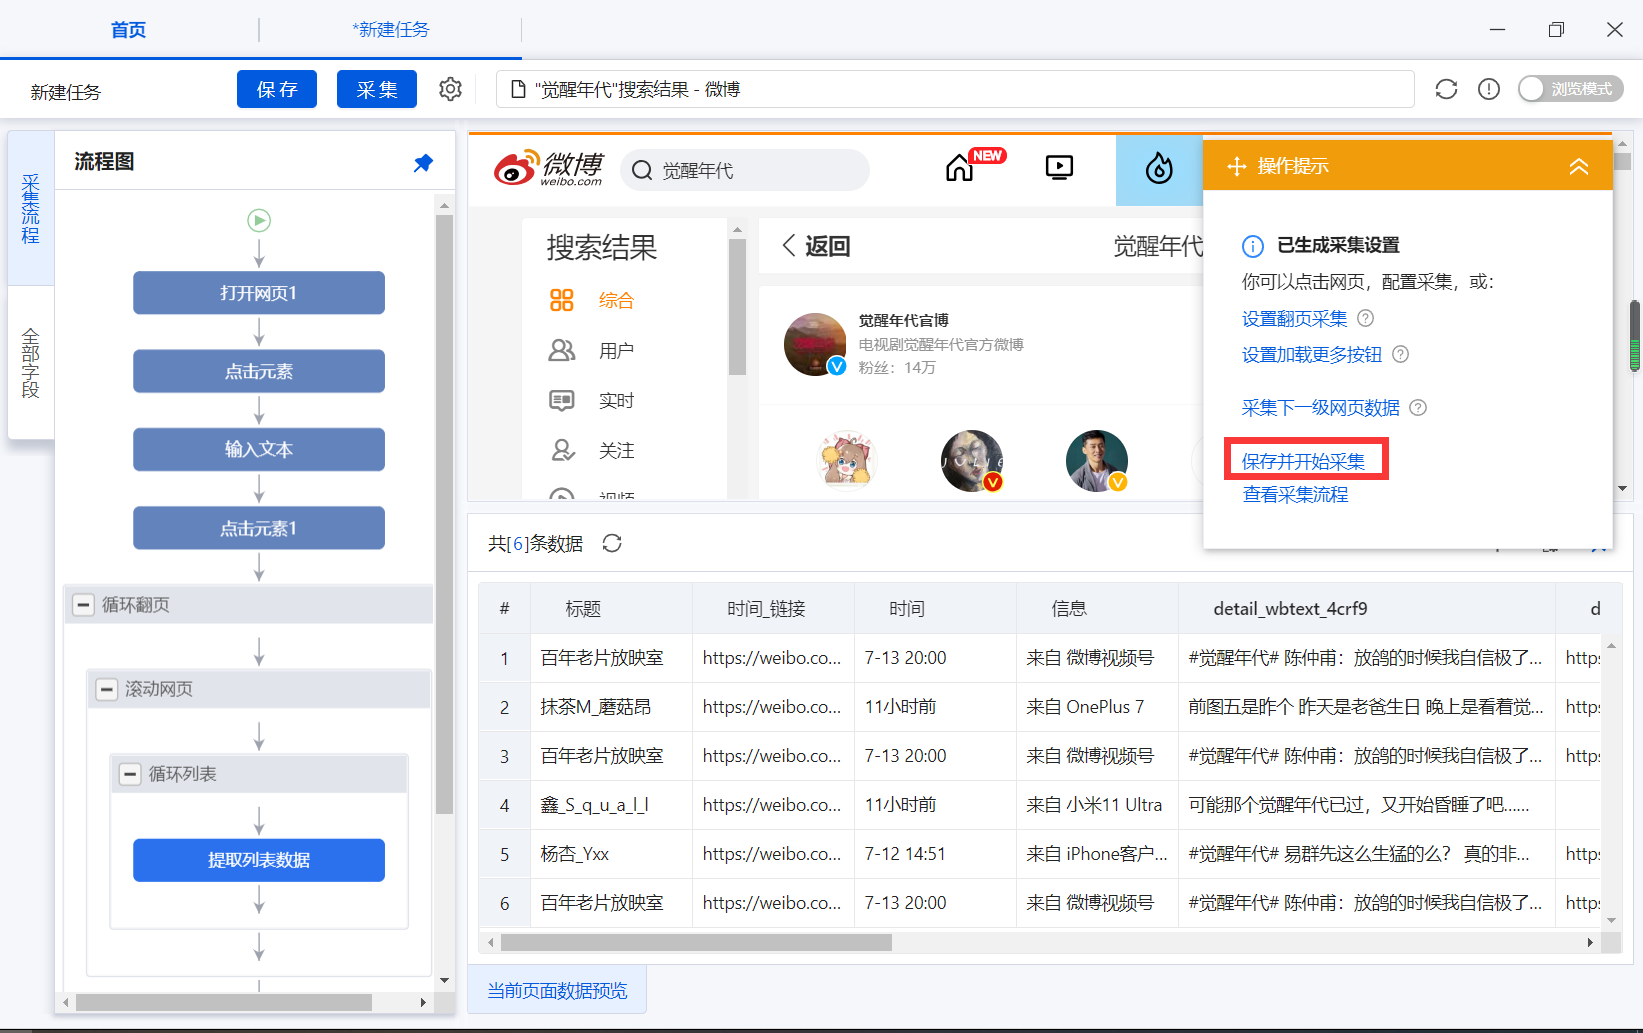 首页
*新建任务
新建任务
保存
采集
"觉醒年代"搜索结果 - 微博
浏览模式
采集流程
全部字段
流程图
打开网页1
点击元素
输入文本
点击元素1
循环翻页
滚动网页
循环列表
提取列表数据
微博
weibo.com
觉醒年代
NEW
搜索结果
综合
用户
实时
关注
视频
返回
觉醒年代
觉醒年代官博
电视剧觉醒年代官方微博
粉丝：14万
操作提示
已生成采集设置
你可以点击网页，配置采集，或：
设置翻页采集
设置加载更多按钮
采集下一级网页数据
保存并开始采集
查看采集流程
共[6]条数据
# 标题 时间_链接 时间 信息 detail_wbtext_4crf9 d
1 百年老片放映室 https://weibo.co... 7-13 20:00 来自 微博视频号 #觉醒年代# 陈仲甫：放鸽的时候我自信极了... https
2 抹茶M_蘑菇昂 https://weibo.co... 11小时前 来自 OnePlus 7 前图五是昨个 昨天是老爸生日 晚上是看着觉... https
3 百年老片放映室 https://weibo.co... 7-13 20:00 来自 微博视频号 #觉醒年代# 陈仲甫：放鸽的时候我自信极了... https
4 鑫_S_q_u_a_l_l https://weibo.co... 11小时前 来自 小米11 Ultra 可能那个觉醒年代已过，又开始昏睡了吧……
5 杨杏_Yxx https://weibo.co... 7-12 14:51 来自 iPhone客户... #觉醒年代# 易群先这么生猛的么？ 真的非... https
6 百年老片放映室 https://weibo.co... 7-13 20:00 来自 微博视频号 #觉醒年代# 陈仲甫：放鸽的时候我自信极了... https
当前页面数据预览